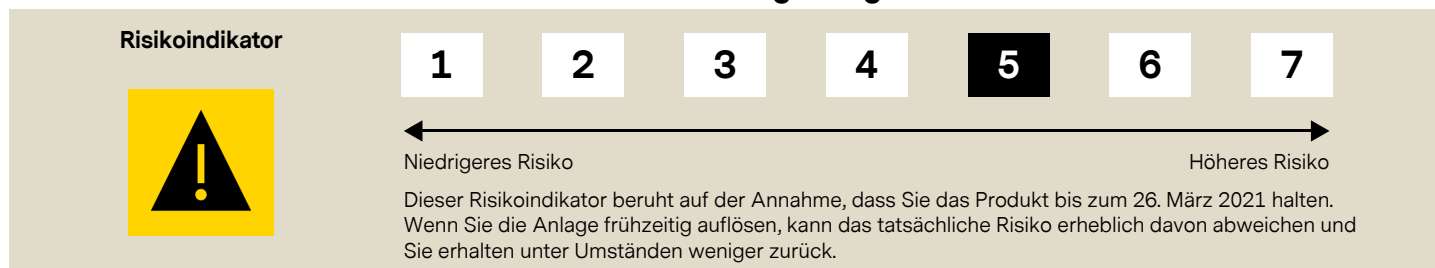 Risikoindikator
1 2 3 4 5 6 7
Niedrigeres Risiko Höheres Risiko
Dieser Risikoindikator beruht auf der Annahme, dass Sie das Produkt bis zum 26. März 2021 halten.
Wenn Sie die Anlage frühzeitig auflösen, kann das tatsächliche Risiko erheblich davon abweichen und
Sie erhalten unter Umständen weniger zurück.